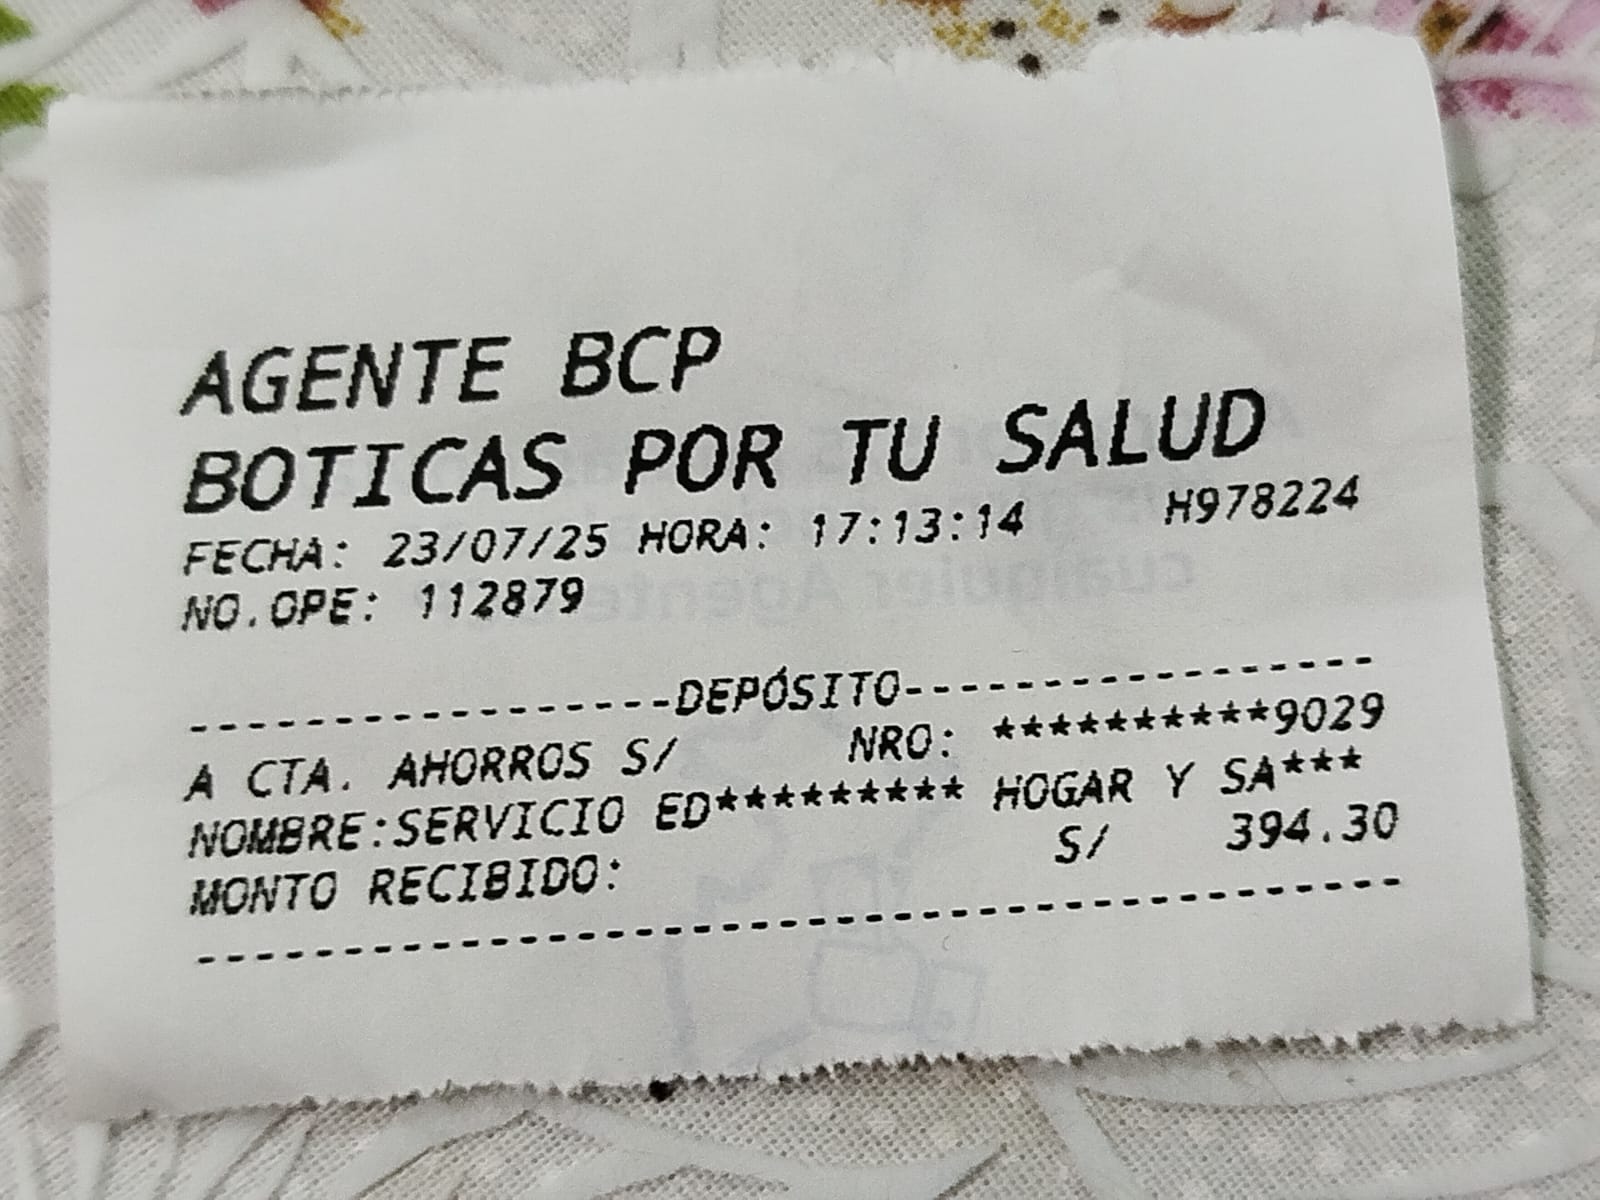 AGENTE BCP
BOTICAS POR TU SALUD
FECHA: 23/07/25 HORA: 17:13:14 H978224
NO.OPE: 112879
----------------DEPÓSITO----------------
A CTA. AHORROS S/ NRO: **********9029
NOMBRE:SERVICIO ED********* HOGAR Y SA***
MONTO RECIBIDO: S/ 394.30
-----------------------------------------